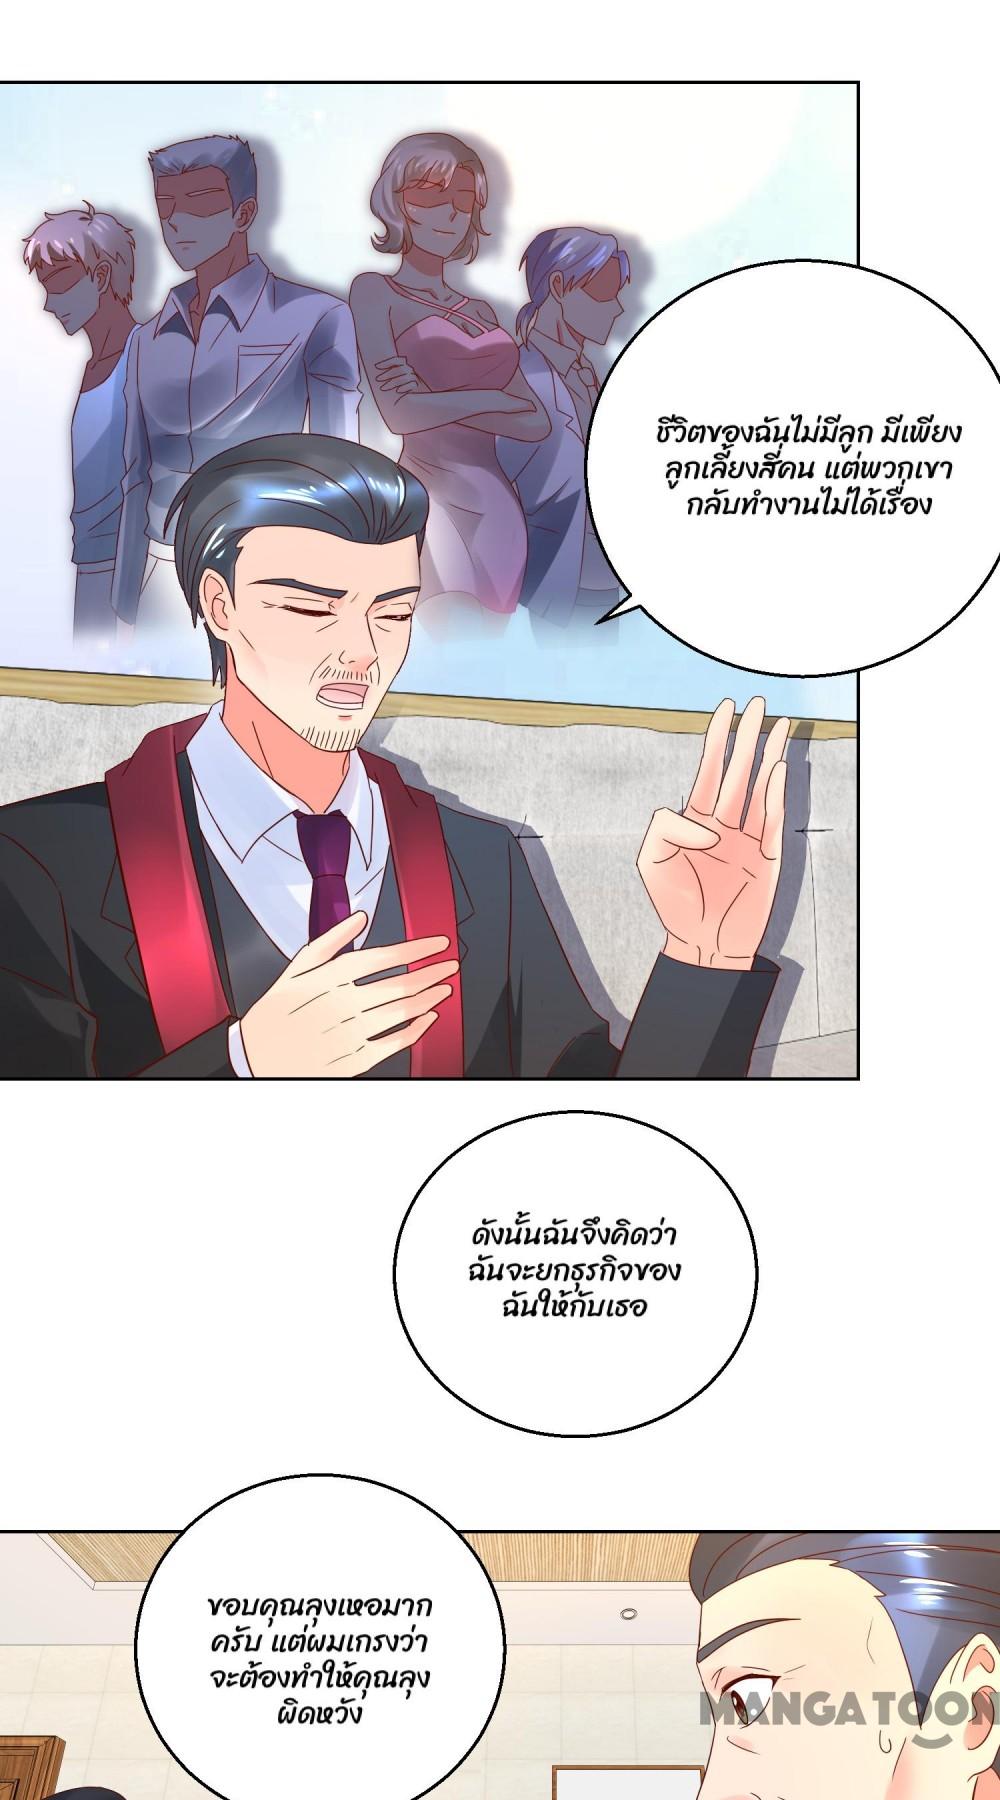 ชีวิตของฉันไม่มีลูก มีเพียง
ลูกเลี้ยงสี่คน แต่พวกเขา
กลับทำงานไม่ได้เรื่อง
ดังนั้นฉันจึงคิดว่า
ฉันจะยกธุรกิจของ
ฉันให้กับเธอ
ขอบคุณลุงเหอมาก
ครับ แต่ผมเกรงว่า
จะต้องทำให้คุณลุง
ผิดหวัง
MANGATOON